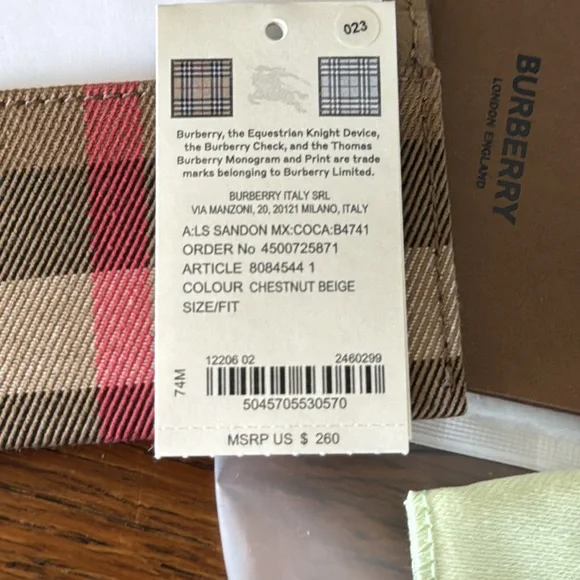 023
Burberry, the Equestrian Knight Device,
the Burberry Check, and the Thomas
Burberry Monogram and Print are trade
marks belonging to Burberry Limited.
BURBERRY ITALY SRL
VIA MANZONI, 20, 20121 MILANO, ITALY
A:LS SANDON MX:COCA:B4741
ORDER No 4500725871
ARTICLE 8084544 1
COLOUR CHESTNUT BEIGE
SIZE/FIT
74M
12206 02 2460299
5045705530570
MSRP US $ 260
BURBERRY
LONDON ENGLAND